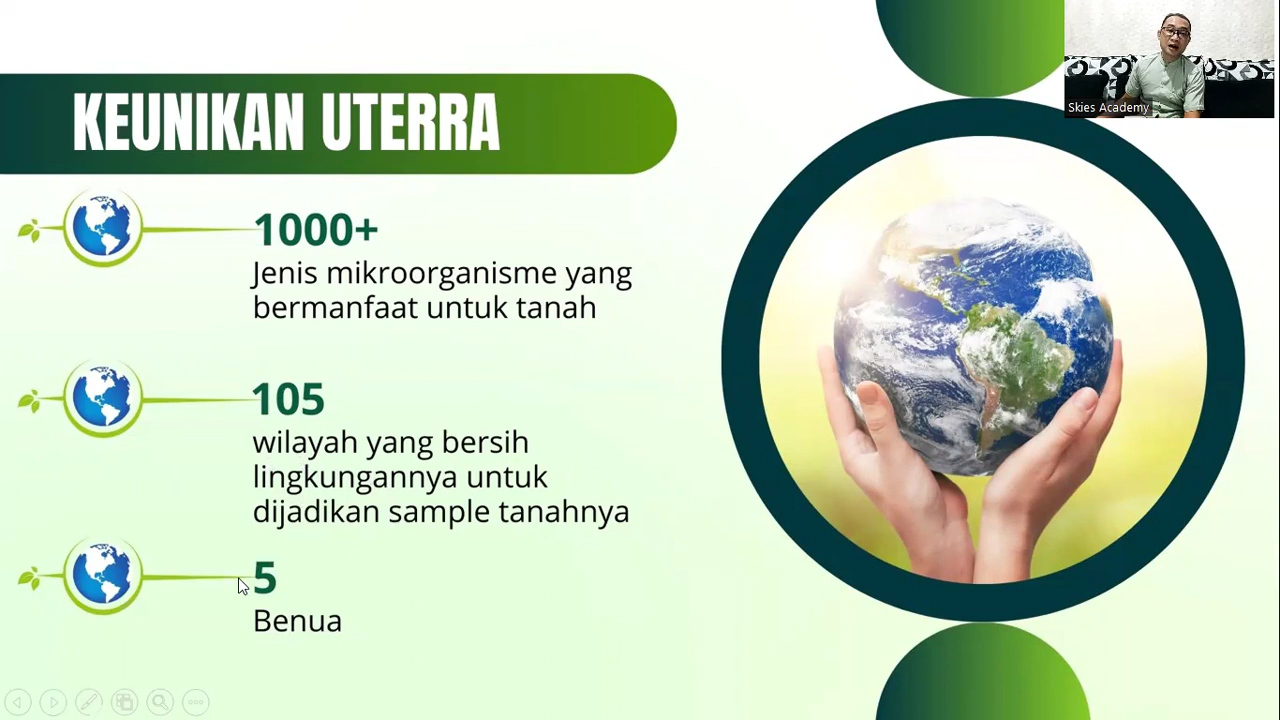 KEUNIKAN UTERRA
1000+
Jenis mikroorganisme yang
bermanfaat untuk tanah
105
wilayah yang bersih
lingkungannya untuk
dijadikan sample tanahnya
5
Benua
Skies Academy